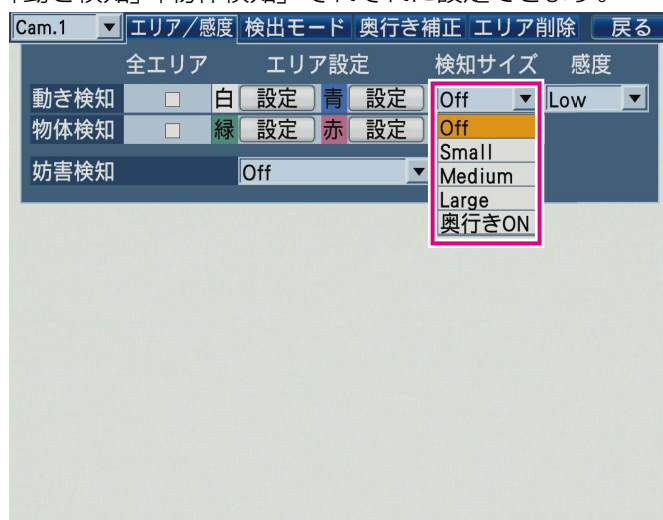 「動き検知」「物体検知」それぞれに設定できます。
Cam.1 エリア／感度 検出モード 奥行き補正 エリア削除 戻る
全エリア エリア設定 検知サイズ 感度
動き検知 白 設定 青 設定 Off Low
物体検知 緑 設定 赤 設定 Off
Small
妨害検知 Off Medium
Large
奥行きON